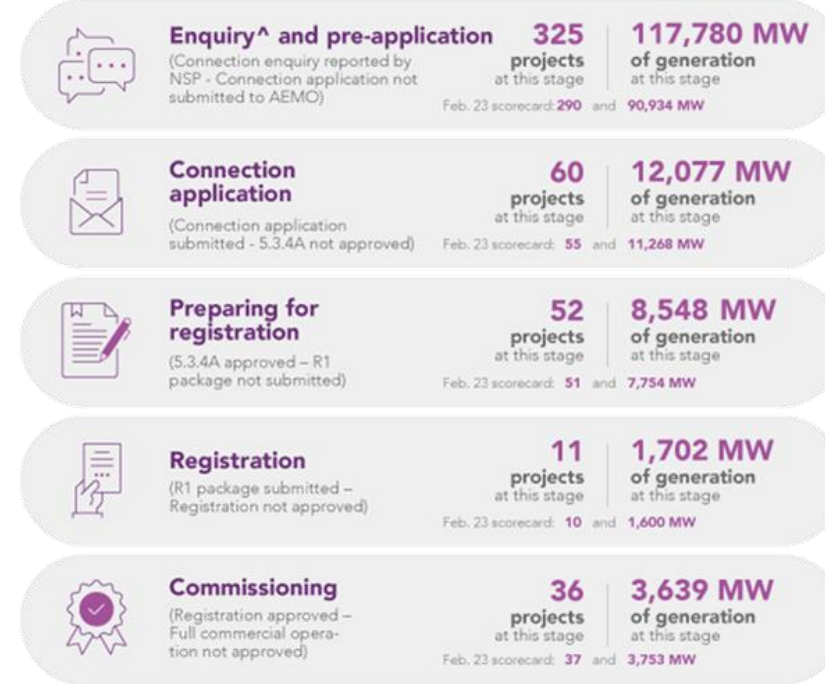 Enquiry^ and pre-application
(Connection enquiry reported by
NSP - Connection application not
submitted to AEMO)
325
projects
at this stage
117,780 MW
of generation
at this stage
Feb. 23 scorecard: 290 and 90,934 MW
Connection
application
(Connection application
submitted - 5.3.4A not approved)
60
projects
at this stage
12,077 MW
of generation
at this stage
Feb. 23 scorecard: 55 and 11,268 MW
Preparing for
registration
(5.3.4A approved – R1
package not submitted)
52
projects
at this stage
8,548 MW
of generation
at this stage
Feb. 23 scorecard: 51 and 7,754 MW
Registration
(R1 package submitted –
Registration not approved)
11
projects
at this stage
1,702 MW
of generation
at this stage
Feb. 23 scorecard: 10 and 1,600 MW
Commissioning
(Registration approved –
Full commercial opera-
tion not approved)
36
projects
at this stage
3,639 MW
of generation
at this stage
Feb. 23 scorecard: 37 and 3,753 MW